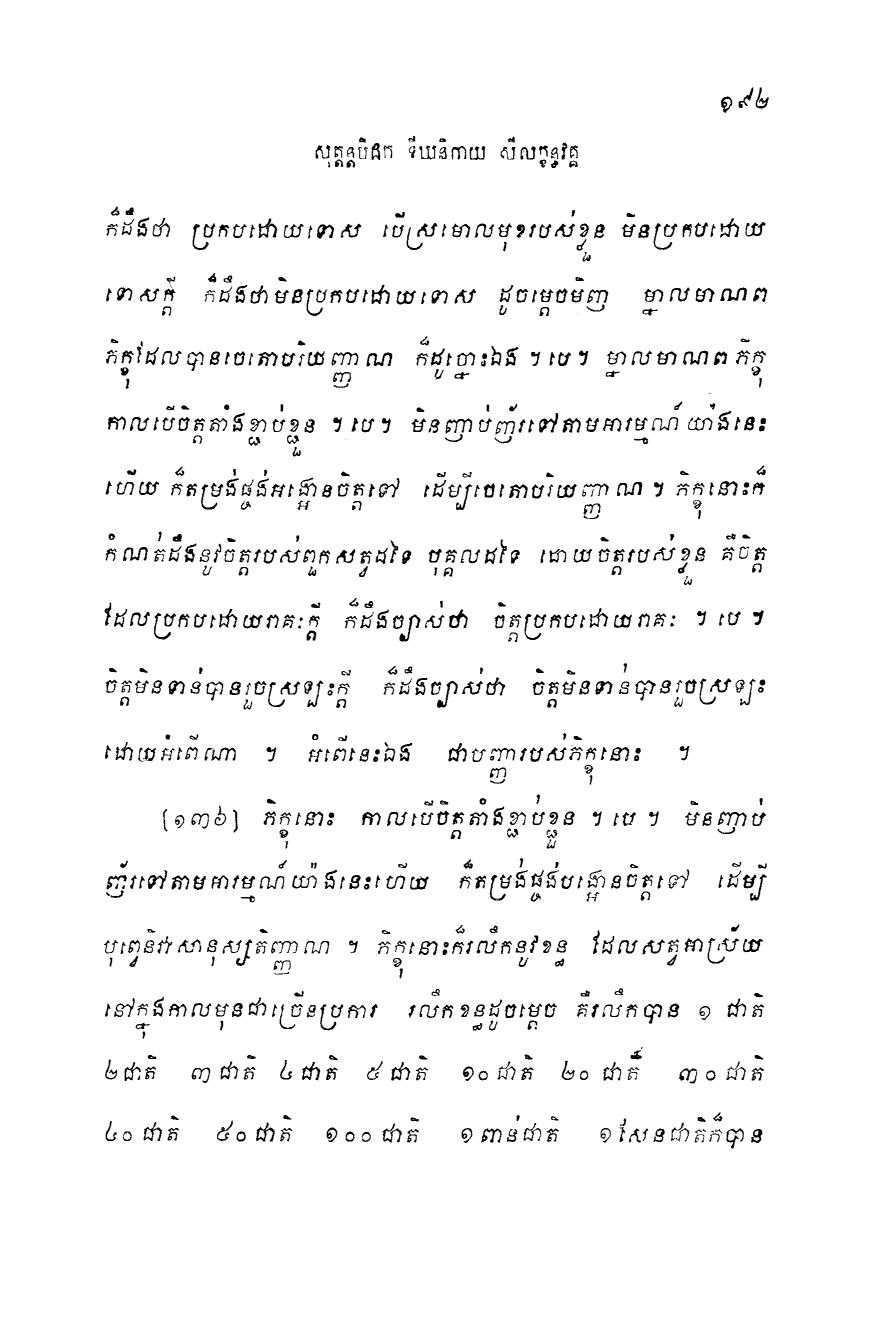 ១៩២
សុត្តន្តបិដក ទីឃនិកាយ សីលក្ខន្ធវគ្គ
ក៏ដឹងថា ប្រកបដោយទោស បើស្រមោលមុខរបស់ខ្លួន មិនប្រកបដោយ
ទោសក្តី ក៏ដឹងថាមិនប្រកបដោយទោស ដូចម្តេចមិញ ម្នាលមាណព
ភិក្ខុដែលបានចេតោបរិយញ្ញាណ ក៏ដូច្នោះឯង ។ បេ។ ម្នាលមាណព ភិក្ខុ
កាលបើចិត្តតាំងខ្ជាប់ខ្ជួន ។ បេ។ មិនញាប់ញ័រទៅតាមអារម្មណ៍ យ៉ាងនេះ
ហើយ ក៏តម្រង់ផ្ចង់អង្អោនចិត្តទៅ ដើម្បីចេតោបរិយញ្ញាណ ។ ភិក្ខុនោះក៏
កំណត់ដឹងនូវចិត្តរបស់ពួកសត្វដទៃ បុគ្គលដទៃ ដោយចិត្តរបស់ខ្លួន គឺចិត្ត
ដែលប្រកបដោយរាគៈក្តី ក៏ដឹងច្បាស់ថា ចិត្តប្រកបដោយរាគៈ ។ បេ ។
ចិត្តមិនទាន់បានរួចស្រឡះក្តី ក៏ដឹងច្បាស់ថា ចិត្តមិនទាន់បានរួចស្រឡះ
ដោយអំពើណា ។ អំពើនេះឯង ជាបញ្ញារបស់ភិក្ខុនោះ ។
[១៣៦] ភិក្ខុនោះ កាលបើចិត្តតាំងខ្ជាប់ខ្ជួន ។ បេ ។ មិនញាប់
ញ័រទៅតាមអារម្មណ៍យ៉ាងនេះហើយ ក៏តម្រង់ផ្ចង់បង្អោនចិត្តទៅ ដើម្បី
បុព្វេនិវាសានុស្សតិញ្ញាណ ។ ភិក្ខុនោះក៏រលឹកនូវខន្ធ ដែលសត្វអាស្រ័យ
នៅក្នុងកាលមុនជាច្រើនប្រការ រលឹកខន្ធដូចម្តេច គឺរលឹកបាន ១ ជាតិ
២ជាតិ ៣ជាតិ ៤ជាតិ ៥ ជាតិ ១០ជាតិ ២០ ជាតិ ៣០ជាតិ
៤០ ជាតិ ៥០ជាតិ ១០០ ជាតិ ១ពាន់ជាតិ ១សែនជាតិក៏បាន